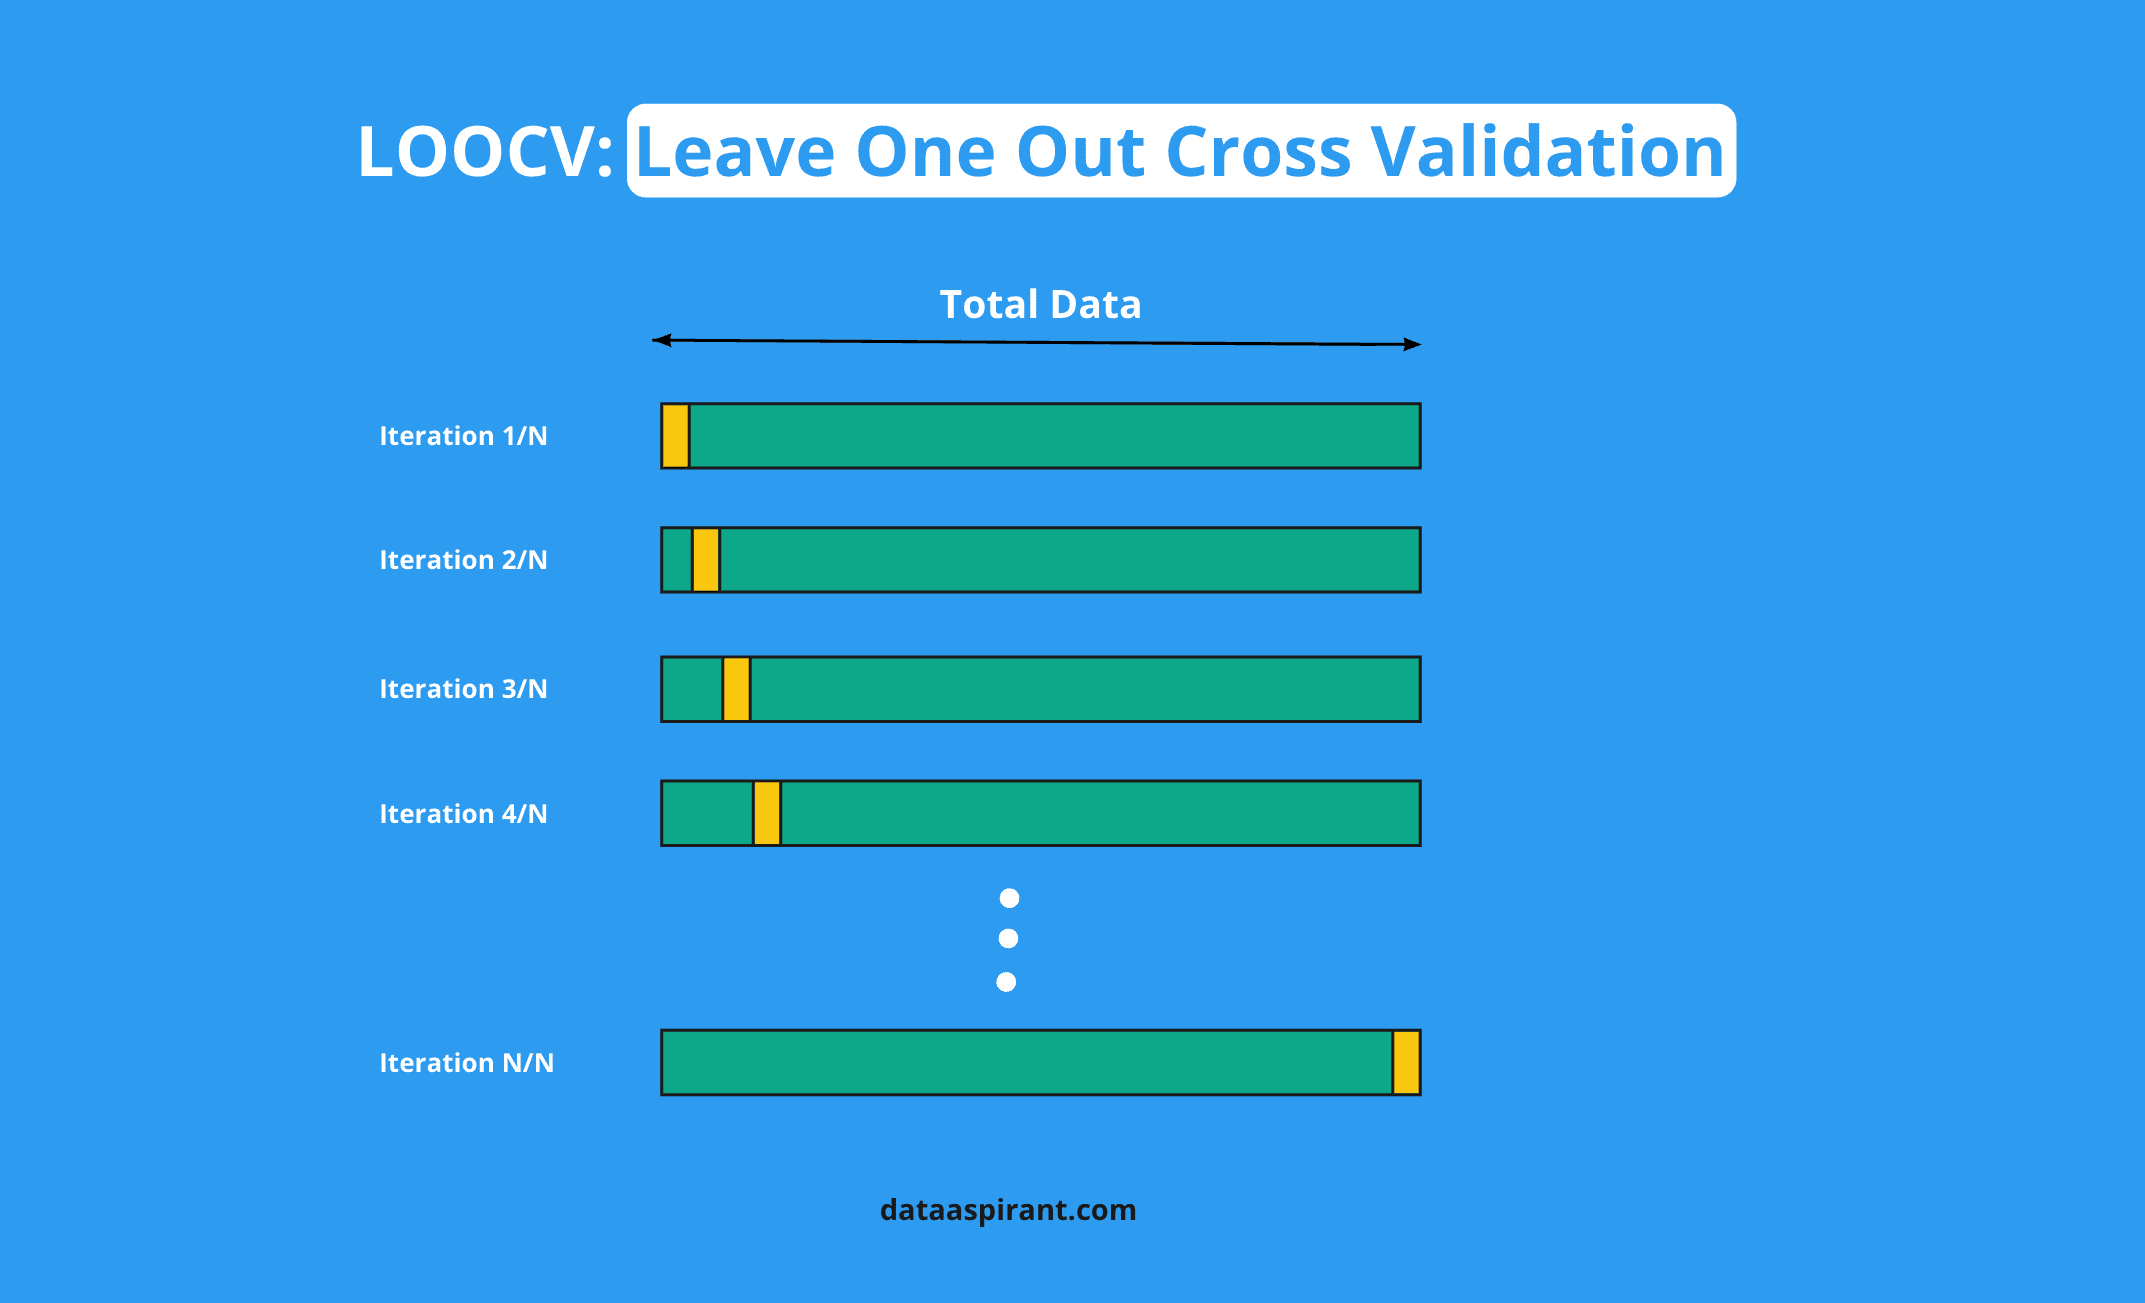 LOOCV: Leave One Out Cross Validation
Total Data
Iteration 1/N
Iteration 2/N
Iteration 3/N
Iteration 4/N
Iteration N/N
dataaspirant.com